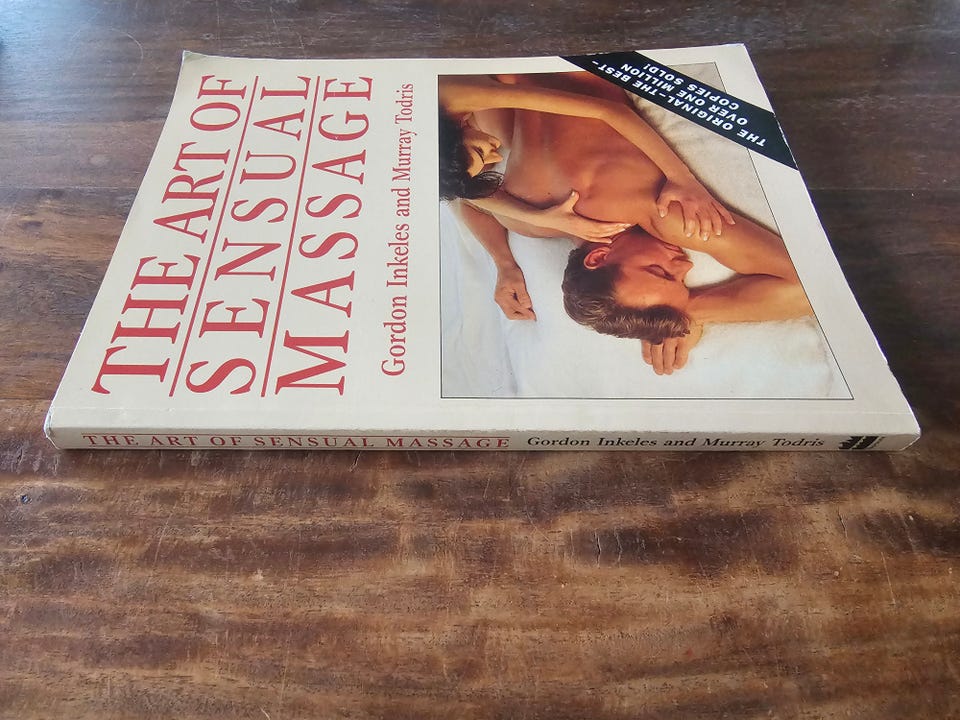 THE ART OF
SENSUAL
MASSAGE
Gordon Inkeles and Murray Todris
THE ORIGINAL-THE BEST-
OVER ONE MILLION
COPIES SOLD!
THE ART OF SENSUAL MASSAGE Gordon Inkeles and Murray Todris